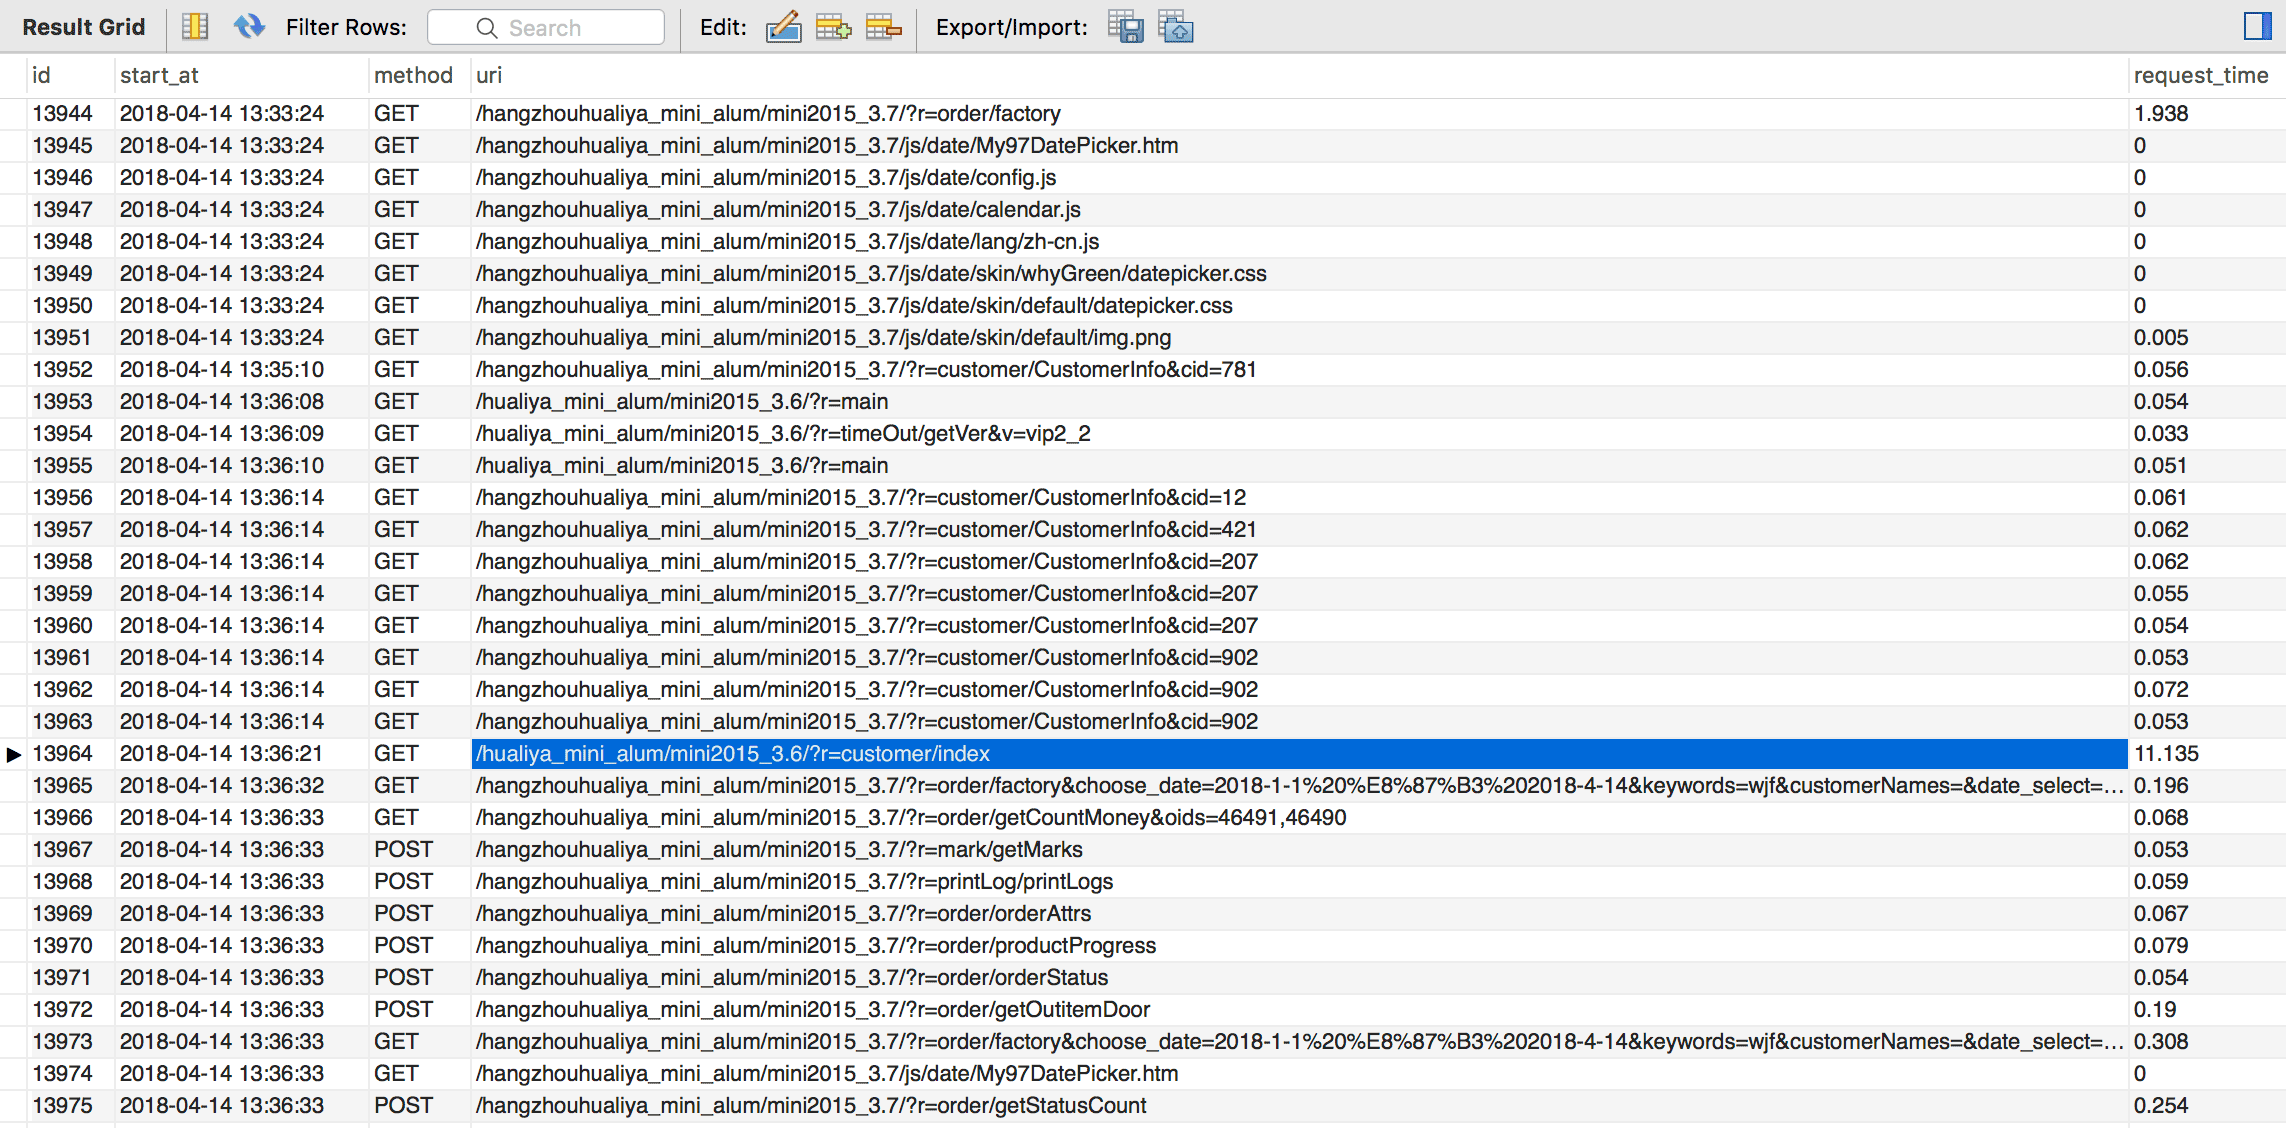 Result Grid Filter Rows: Search Edit: Export/Import:
id start_at method uri request_time
13944 2018-04-14 13:33:24 GET /hangzhouhualiya_mini_alum/mini2015_3.7/?r=order/factory 1.938
13945 2018-04-14 13:33:24 GET /hangzhouhualiya_mini_alum/mini2015_3.7/js/date/My97DatePicker.htm 0
13946 2018-04-14 13:33:24 GET /hangzhouhualiya_mini_alum/mini2015_3.7/js/date/config.js 0
13947 2018-04-14 13:33:24 GET /hangzhouhualiya_mini_alum/mini2015_3.7/js/date/calendar.js 0
13948 2018-04-14 13:33:24 GET /hangzhouhualiya_mini_alum/mini2015_3.7/js/date/lang/zh-cn.js 0
13949 2018-04-14 13:33:24 GET /hangzhouhualiya_mini_alum/mini2015_3.7/js/date/skin/whyGreen/datepicker.css 0
13950 2018-04-14 13:33:24 GET /hangzhouhualiya_mini_alum/mini2015_3.7/js/date/skin/default/datepicker.css 0
13951 2018-04-14 13:33:24 GET /hangzhouhualiya_mini_alum/mini2015_3.7/js/date/skin/default/img.png 0.005
13952 2018-04-14 13:35:10 GET /hangzhouhualiya_mini_alum/mini2015_3.7/?r=customer/CustomerInfo&cid=781 0.056
13953 2018-04-14 13:36:08 GET /hualiya_mini_alum/mini2015_3.6/?r=main 0.054
13954 2018-04-14 13:36:09 GET /hualiya_mini_alum/mini2015_3.6/?r=timeOut/getVer&v=vip2_2 0.033
13955 2018-04-14 13:36:10 GET /hualiya_mini_alum/mini2015_3.6/?r=main 0.051
13956 2018-04-14 13:36:14 GET /hangzhouhualiya_mini_alum/mini2015_3.7/?r=customer/CustomerInfo&cid=12 0.061
13957 2018-04-14 13:36:14 GET /hangzhouhualiya_mini_alum/mini2015_3.7/?r=customer/CustomerInfo&cid=421 0.062
13958 2018-04-14 13:36:14 GET /hangzhouhualiya_mini_alum/mini2015_3.7/?r=customer/CustomerInfo&cid=207 0.062
13959 2018-04-14 13:36:14 GET /hangzhouhualiya_mini_alum/mini2015_3.7/?r=customer/CustomerInfo&cid=207 0.055
13960 2018-04-14 13:36:14 GET /hangzhouhualiya_mini_alum/mini2015_3.7/?r=customer/CustomerInfo&cid=207 0.054
13961 2018-04-14 13:36:14 GET /hangzhouhualiya_mini_alum/mini2015_3.7/?r=customer/CustomerInfo&cid=902 0.053
13962 2018-04-14 13:36:14 GET /hangzhouhualiya_mini_alum/mini2015_3.7/?r=customer/CustomerInfo&cid=902 0.072
13963 2018-04-14 13:36:14 GET /hangzhouhualiya_mini_alum/mini2015_3.7/?r=customer/CustomerInfo&cid=902 0.053
13964 2018-04-14 13:36:21 GET /hualiya_mini_alum/mini2015_3.6/?r=customer/index 11.135
13965 2018-04-14 13:36:32 GET /hangzhouhualiya_mini_alum/mini2015_3.7/?r=order/factory&choose_date=2018-1-1%20%E8%87%B3%202018-4-14&keywords=wjf&customerNames=&date_select=... 0.196
13966 2018-04-14 13:36:33 GET /hangzhouhualiya_mini_alum/mini2015_3.7/?r=order/getCountMoney&oids=46491,46490 0.068
13967 2018-04-14 13:36:33 POST /hangzhouhualiya_mini_alum/mini2015_3.7/?r=mark/getMarks 0.053
13968 2018-04-14 13:36:33 POST /hangzhouhualiya_mini_alum/mini2015_3.7/?r=printLog/printLogs 0.059
13969 2018-04-14 13:36:33 POST /hangzhouhualiya_mini_alum/mini2015_3.7/?r=order/orderAttrs 0.067
13970 2018-04-14 13:36:33 POST /hangzhouhualiya_mini_alum/mini2015_3.7/?r=order/productProgress 0.079
13971 2018-04-14 13:36:33 POST /hangzhouhualiya_mini_alum/mini2015_3.7/?r=order/orderStatus 0.054
13972 2018-04-14 13:36:33 POST /hangzhouhualiya_mini_alum/mini2015_3.7/?r=order/getOutitemDoor 0.19
13973 2018-04-14 13:36:33 GET /hangzhouhualiya_mini_alum/mini2015_3.7/?r=order/factory&choose_date=2018-1-1%20%E8%87%B3%202018-4-14&keywords=wjf&customerNames=&date_select=... 0.308
13974 2018-04-14 13:36:33 GET /hangzhouhualiya_mini_alum/mini2015_3.7/js/date/My97DatePicker.htm 0
13975 2018-04-14 13:36:33 POST /hangzhouhualiya_mini_alum/mini2015_3.7/?r=order/getStatusCount 0.254